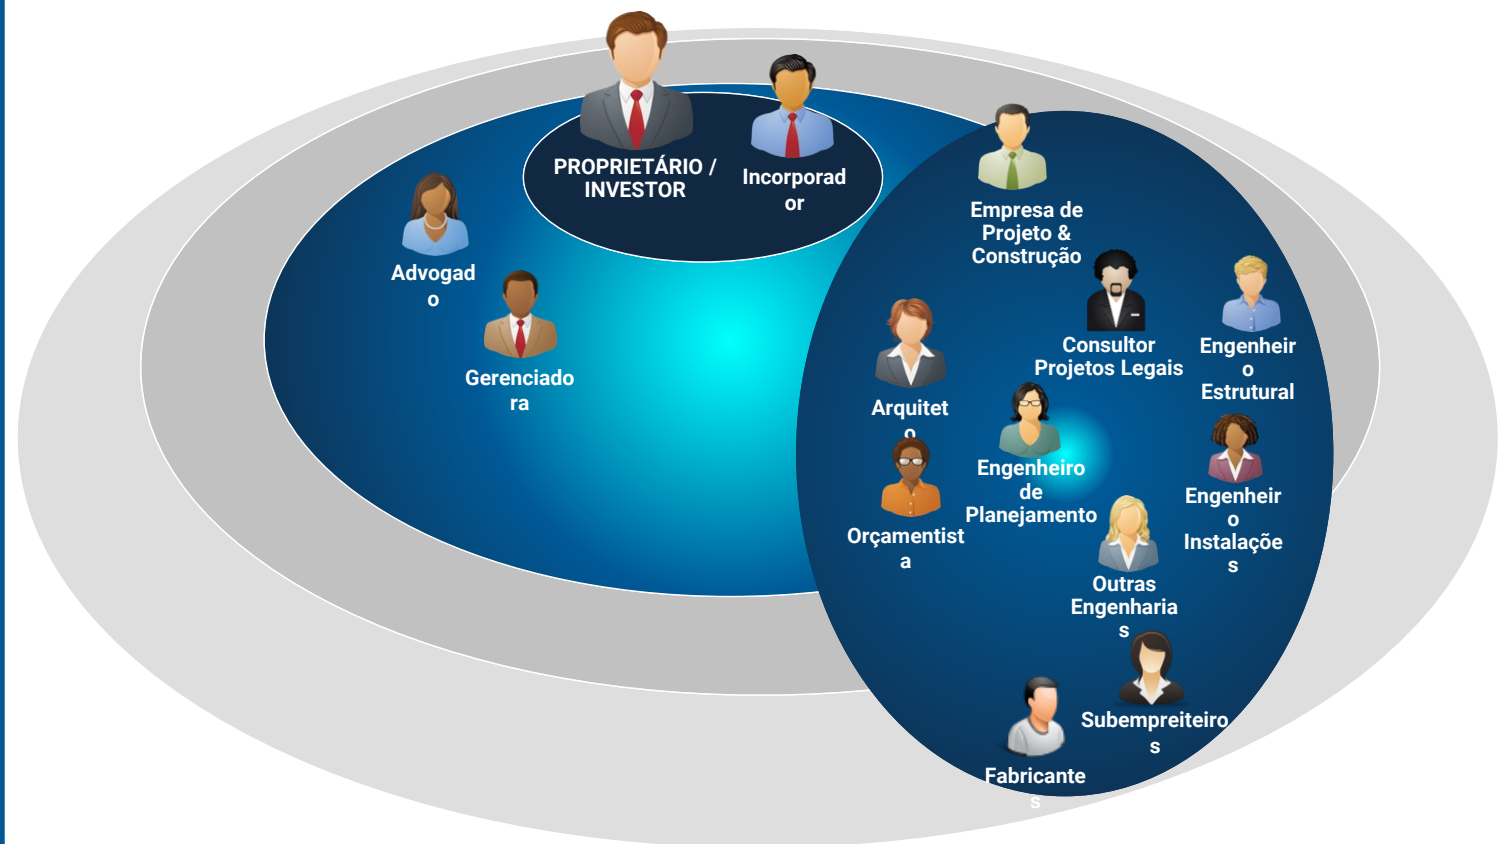 PROPRIETÁRIO /
INVESTOR
Incorporad
or
Advogad
o
Gerenciado
ra
Empresa de
Projeto &
Construção
Consultor
Projetos Legais
Engenheir
o
Estrutural
Arquitet
o
Engenheiro
de
Planejamento
Orçamentist
a
Engenheir
o
Instalaçõe
s
Outras
Engenharia
s
Subempreiteiro
s
Fabricante
s